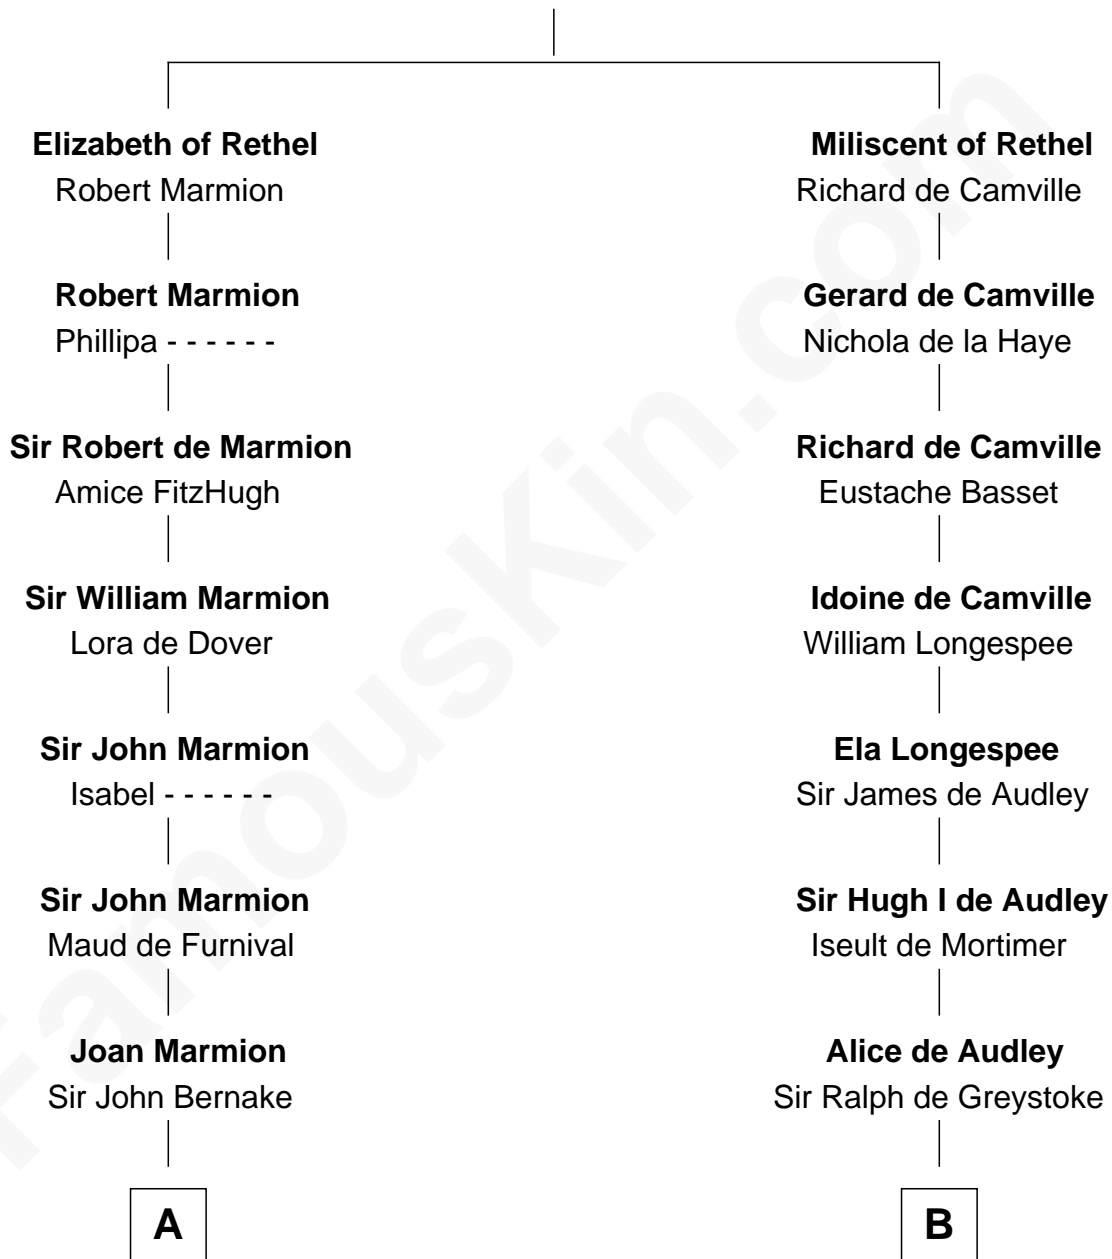 Elizabeth of Rethel
Robert Marmion
Robert Marmion
Phillipa - - - - - -
Sir Robert de Marmion
Amice FitzHugh
Sir William Marmion
Lora de Dover
Sir John Marmion
Isabel - - - - - -
Sir John Marmion
Maud de Furnival
Joan Marmion
Sir John Bernake
A
Miliscent of Rethel
Richard de Camville
Gerard de Camville
Nichola de la Haye
Richard de Camville
Eustache Basset
Idoine de Camville
William Longespee
Ela Longespee
Sir James de Audley
Sir Hugh I de Audley
Iseult de Mortimer
Alice de Audley
Sir Ralph de Greystoke
B
FamousKin.com